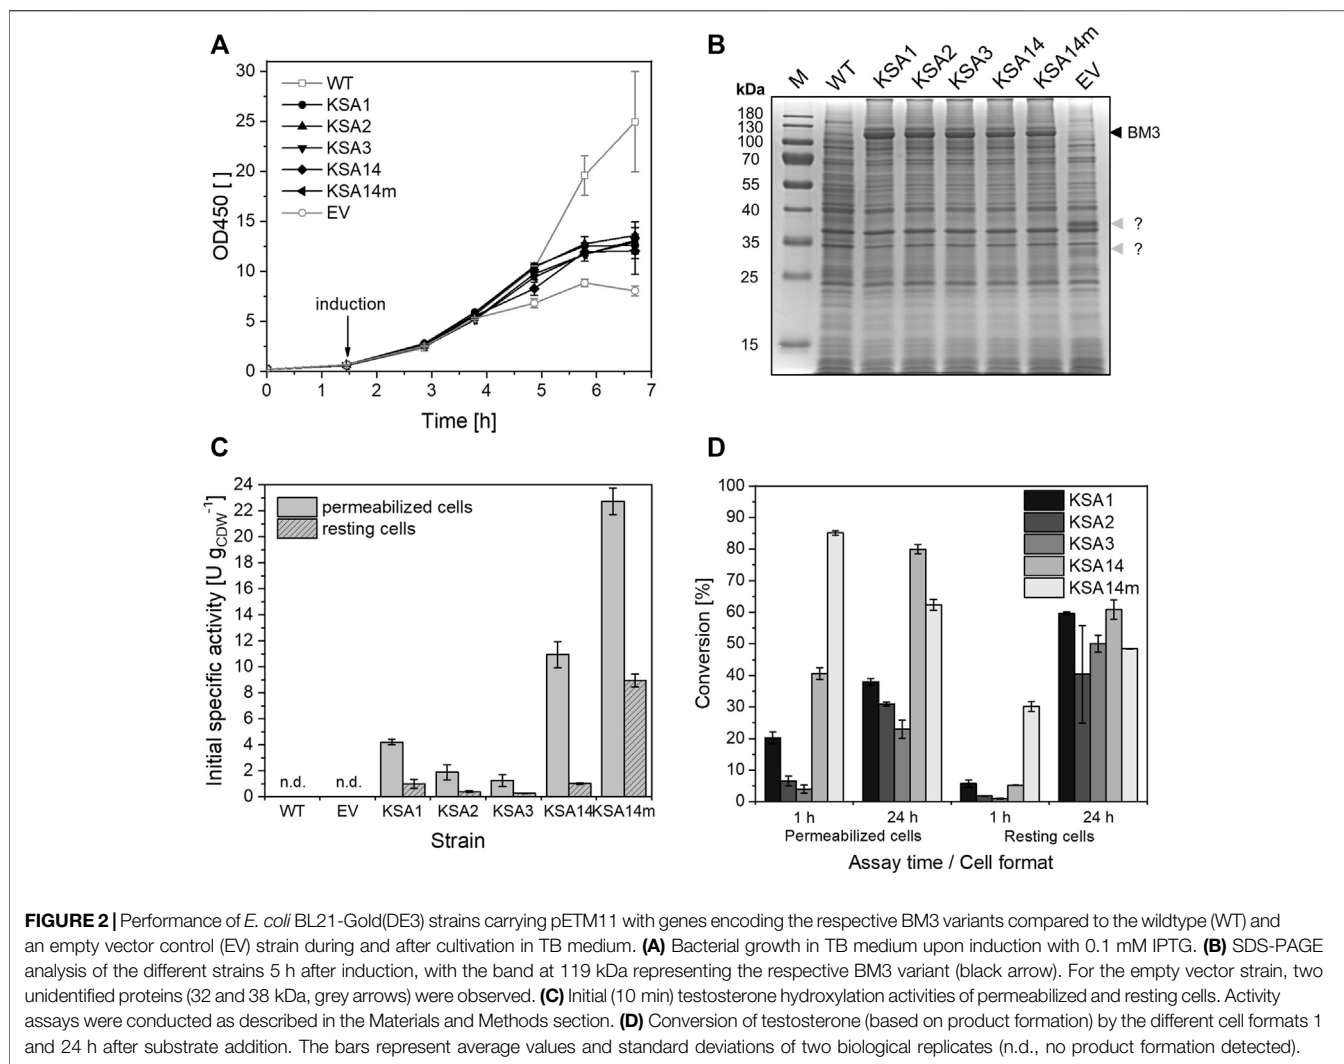 A
30
25
20
15
10
5
0
OD450 [ ]
WT
KSA1
KSA2
KSA3
KSA14
KSA14m
EV
induction
0 1 2 3 4 5 6 7
Time [h]
B
kDa
M WT KSA1 KSA2 KSA3 KSA14 KSA14m EV
180
130
100
70
55
40
35
25
15
BM3
?
?
C
24
22
20
18
16
14
12
10
8
6
4
2
0
Initial specific activity [U gCDW-1]
permeabilized cells
resting cells
n.d. n.d.
WT EV KSA1 KSA2 KSA3 KSA14 KSA14m
Strain
D
100
90
80
70
60
50
40
30
20
10
0
Conversion [%]
KSA1
KSA2
KSA3
KSA14
KSA14m
1 h 24 h 1 h 24 h
Permeabilized cells Resting cells
Assay time / Cell format
FIGURE 2 | Performance of E. coli BL21-Gold(DE3) strains carrying pETM11 with genes encoding the respective BM3 variants compared to the wildtype (WT) and
an empty vector control (EV) strain during and after cultivation in TB medium. (A) Bacterial growth in TB medium upon induction with 0.1 mM IPTG. (B) SDS-PAGE
analysis of the different strains 5 h after induction, with the band at 119 kDa representing the respective BM3 variant (black arrow). For the empty vector strain, two
unidentified proteins (32 and 38 kDa, grey arrows) were observed. (C) Initial (10 min) testosterone hydroxylation activities of permeabilized and resting cells. Activity
assays were conducted as described in the Materials and Methods section. (D) Conversion of testosterone (based on product formation) by the different cell formats 1
and 24 h after substrate addition. The bars represent average values and standard deviations of two biological replicates (n.d., no product formation detected).